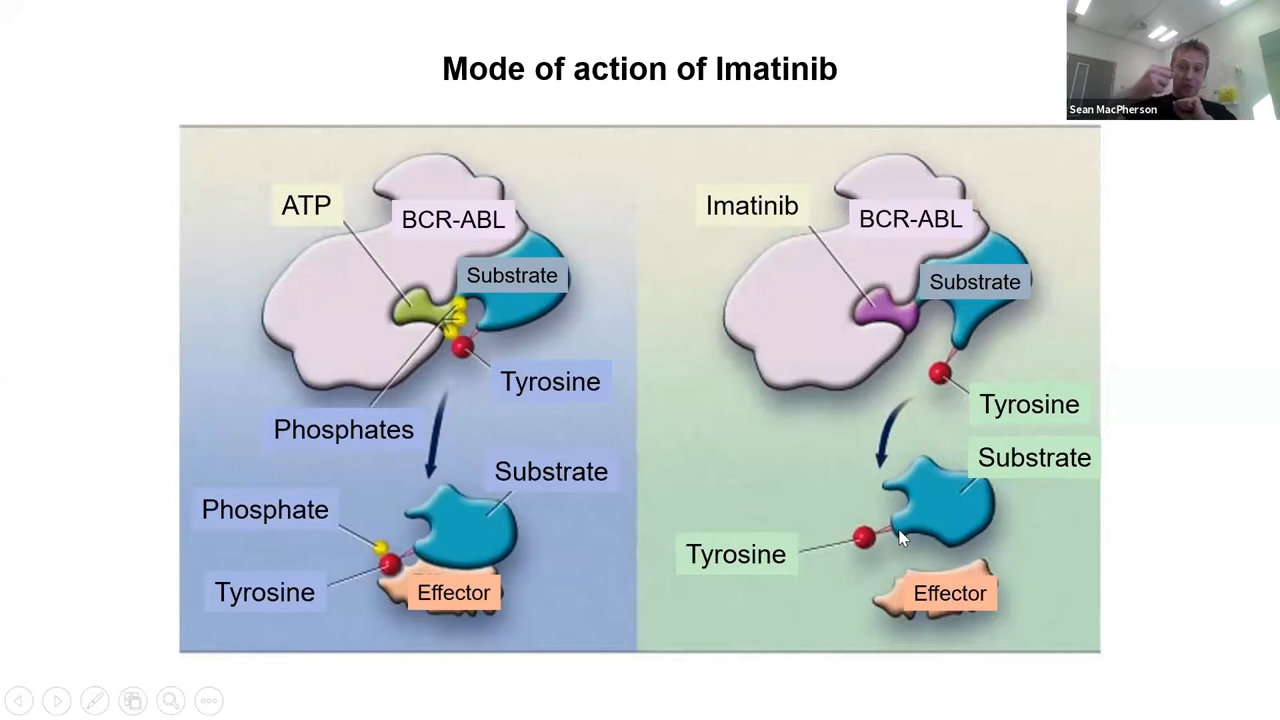 Mode of action of Imatinib
Sean MacPherson
ATP
BCR-ABL
Substrate
Tyrosine
Phosphates
Substrate
Phosphate
Tyrosine
Effector
Imatinib
BCR-ABL
Substrate
Tyrosine
Substrate
Tyrosine
Effector